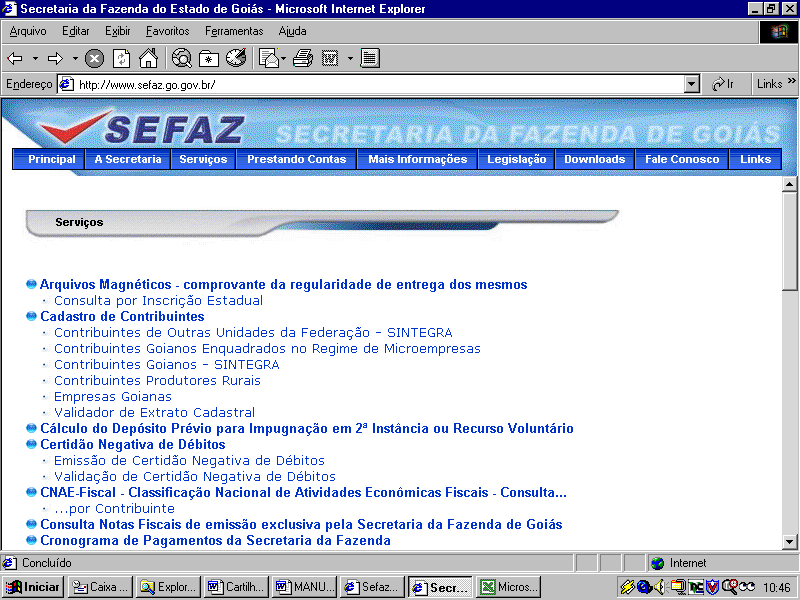 Secretaria da Fazenda do Estado de Goiás - Microsoft Internet Explorer
Arquivo Editar Exibir Favoritos Ferramentas Ajuda
Endereço http://www.sefaz.go.gov.br/ Ir Links »
SEFAZ SECRETARIA DA FAZENDA DE GOIÁS
Principal A Secretaria Serviços Prestando Contas Mais Informações Legislação Downloads Fale Conosco Links
Serviços
Arquivos Magnéticos - comprovante da regularidade de entrega dos mesmos
· Consulta por Inscrição Estadual
Cadastro de Contribuintes
· Contribuintes de Outras Unidades da Federação - SINTEGRA
· Contribuintes Goianos Enquadrados no Regime de Microempresas
· Contribuintes Goianos - SINTEGRA
· Contribuintes Produtores Rurais
· Empresas Goianas
· Validador de Extrato Cadastral
Cálculo do Depósito Prévio para Impugnação em 2ª Instância ou Recurso Voluntário
Certidão Negativa de Débitos
· Emissão de Certidão Negativa de Débitos
· Validação de Certidão Negativa de Débitos
CNAE-Fiscal - Classificação Nacional de Atividades Econômicas Fiscais - Consulta...
· ...por Contribuinte
Consulta Notas Fiscais de emissão exclusiva pela Secretaria da Fazenda de Goiás
Cronograma de Pagamentos da Secretaria da Fazenda
Concluído Internet
Iniciar Caixa ... Explor... Cartilh... MANU... Sefaz... Secr... Micros... 10:46